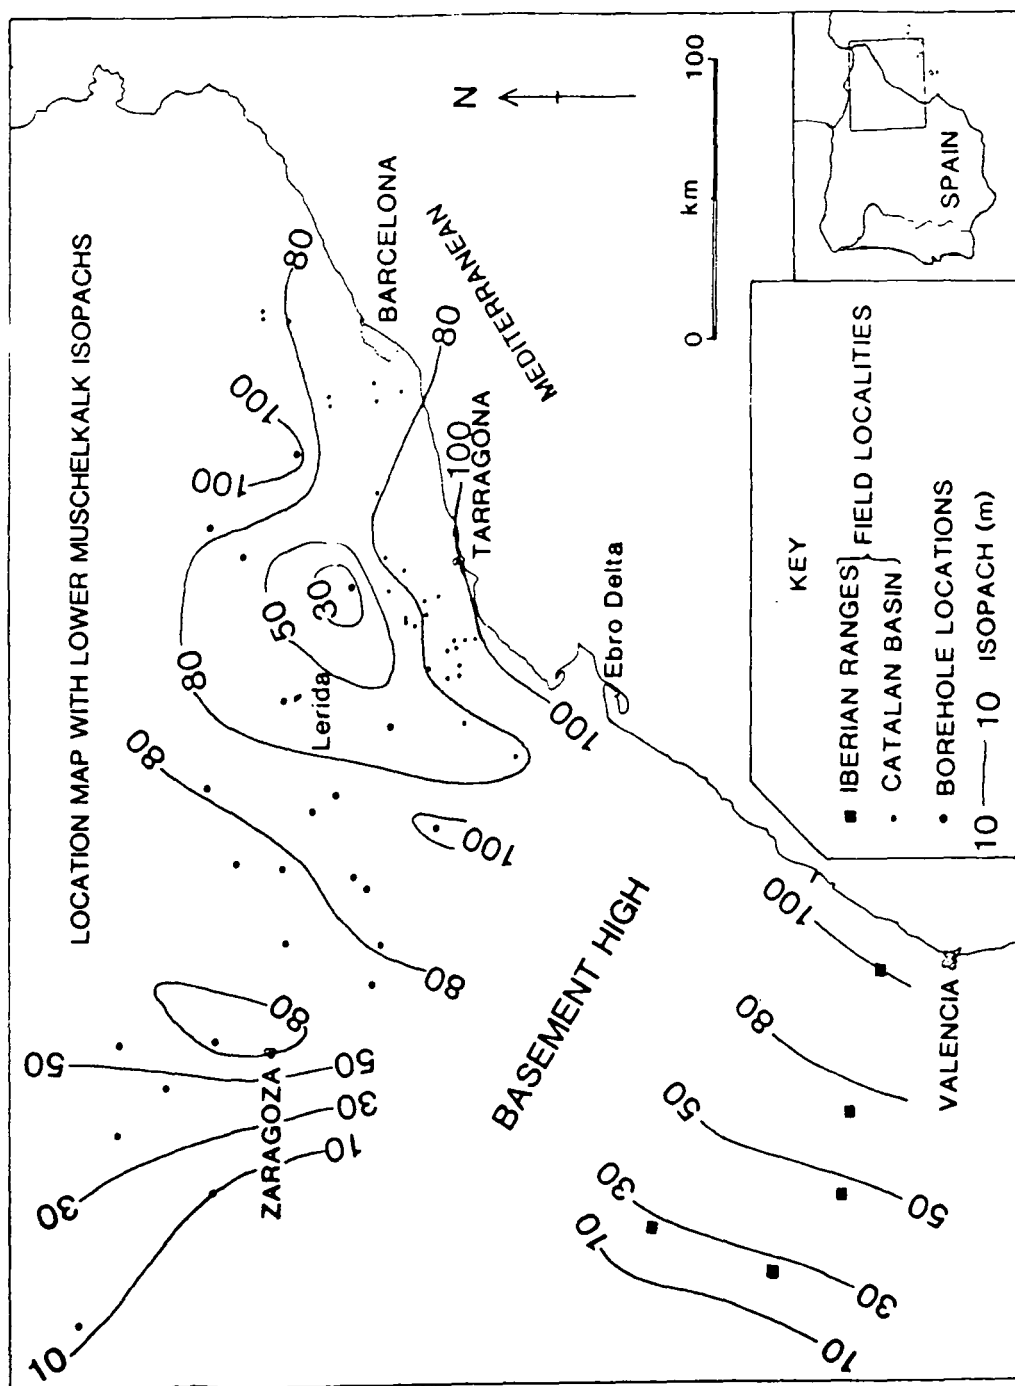 LOCATION MAP WITH LOWER MUSCHELKALK ISOPACHS
10
30
50
80
80
100
100
80
80
50
30
10
ZARAGOZA
80
Lerida
50
30
100
BARCELONA
80
MEDITERRANEAN
N
100
TARRAGONA
Ebro Delta
100
BASEMENT HIGH
10
30
50
80
100
10
30
50
VALENCIA
0
km
100
KEY
IBERIAN RANGES
CATALAN BASIN
FIELD LOCALITIES
BOREHOLE LOCATIONS
10 10 ISOPACH (m)
SPAIN